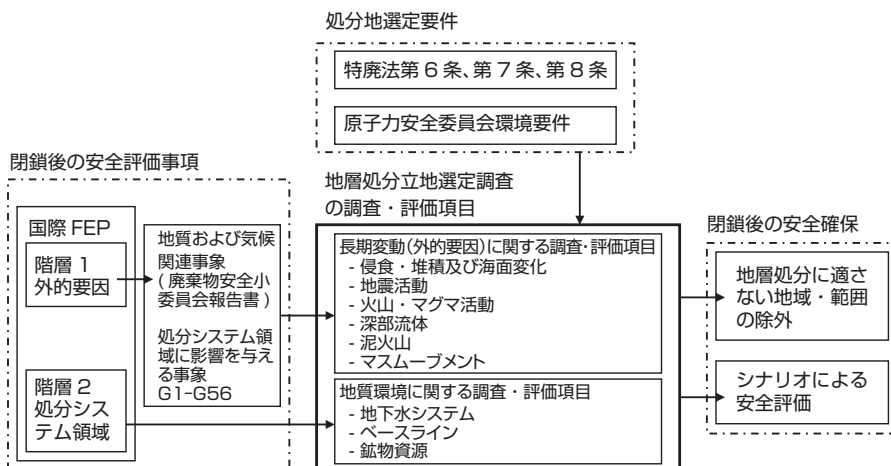 処分地選定要件
特廃法第6条、第7条、第8条
原子力安全委員会環境要件
閉鎖後の安全評価事項
国際 FEP
階層 1
外的要因
階層 2
処分シス
テム領域
地質および気候
関連事象
( 廃棄物安全小
委員会報告書 )
処分システム領
域に影響を与え
る事象
G1-G56
地層処分立地選定調査
の調査・評価項目
長期変動(外的要因)に関する調査・評価項目
- 侵食・堆積及び海面変化
- 地震活動
- 火山・マグマ活動
- 深部流体
- 泥火山
- マスムーブメント
地質環境に関する調査・評価項目
- 地下水システム
- ベースライン
- 鉱物資源
閉鎖後の安全確保
地層処分に適さ
ない地域・範囲
の除外
シナリオによる
安全評価